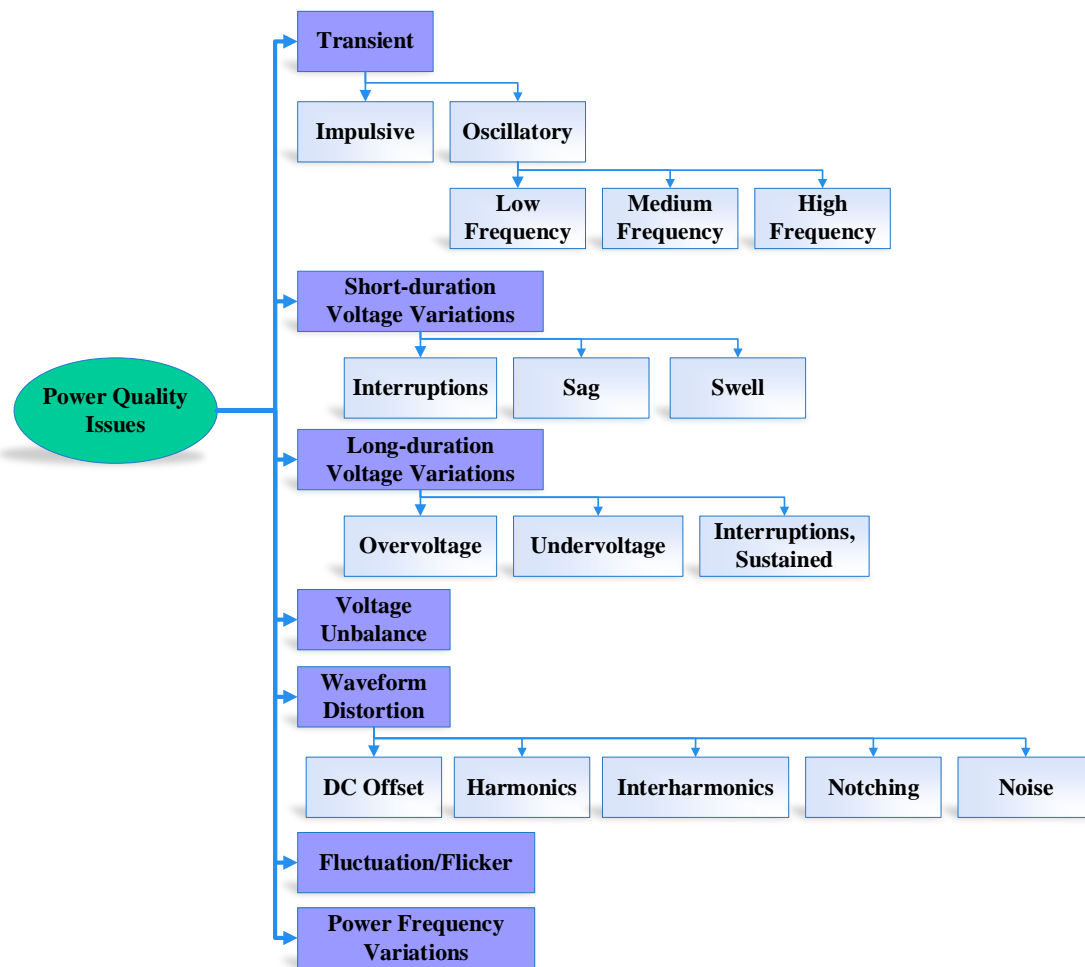 Transient
Impulsive
Oscillatory
Low
Frequency
Medium
Frequency
High
Frequency
Short-duration
Voltage Variations
Interruptions
Sag
Swell
Power Quality
Issues
Long-duration
Voltage Variations
Overvoltage
Undervoltage
Interruptions,
Sustained
Voltage
Unbalance
Waveform
Distortion
DC Offset
Harmonics
Interharmonics
Notching
Noise
Fluctuation/Flicker
Power Frequency
Variations